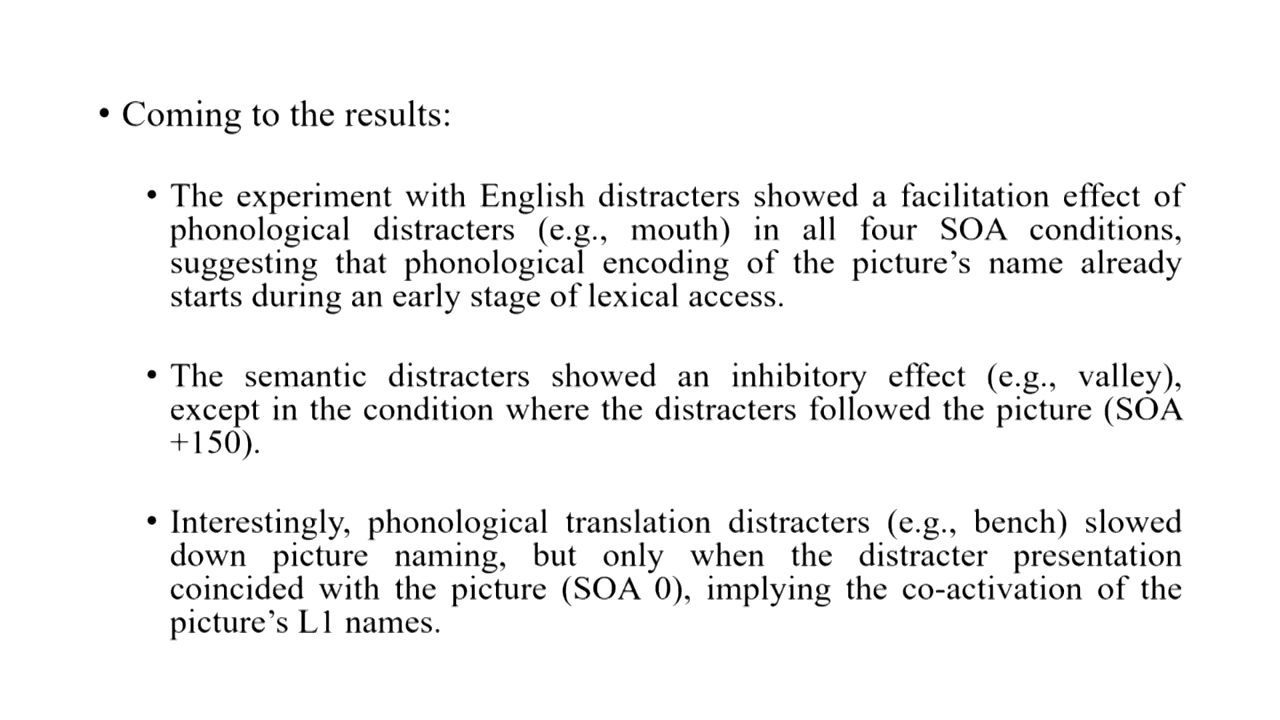 • Coming to the results:
• The experiment with English distracters showed a facilitation effect of
phonological distracters (e.g., mouth) in all four SOA conditions,
suggesting that phonological encoding of the picture’s name already
starts during an early stage of lexical access.
• The semantic distracters showed an inhibitory effect (e.g., valley),
except in the condition where the distracters followed the picture (SOA
+150).
• Interestingly, phonological translation distracters (e.g., bench) slowed
down picture naming, but only when the distracter presentation
coincided with the picture (SOA 0), implying the co-activation of the
picture’s L1 names.